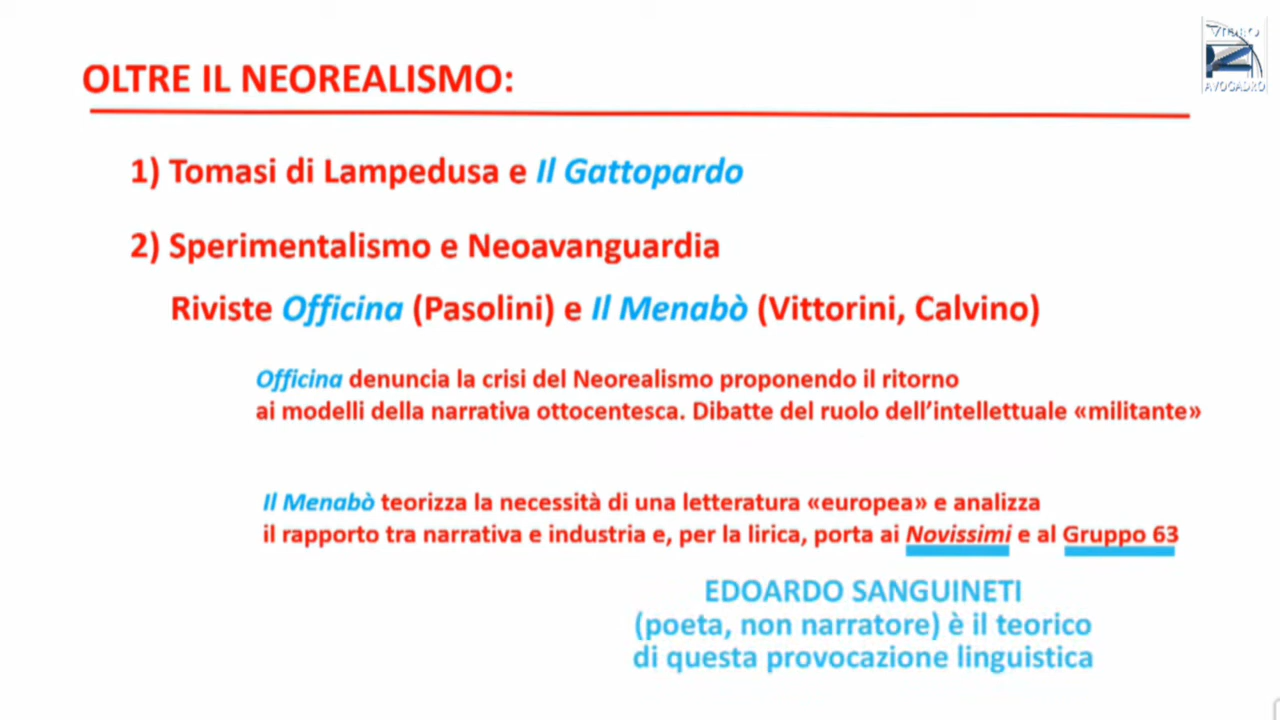 OLTRE IL NEOREALISMO:
VIDEO
AVOGADRO
1) Tomasi di Lampedusa e Il Gattopardo
2) Sperimentalismo e Neoavanguardia
Riviste Officina (Pasolini) e Il Menabò (Vittorini, Calvino)
Officina denuncia la crisi del Neorealismo proponendo il ritorno
ai modelli della narrativa ottocentesca. Dibatte del ruolo dell’intellettuale «militante»
Il Menabò teorizza la necessità di una letteratura «europea» e analizza
il rapporto tra narrativa e industria e, per la lirica, porta ai Novissimi e al Gruppo 63
EDOARDO SANGUINETI
(poeta, non narratore) è il teorico
di questa provocazione linguistica